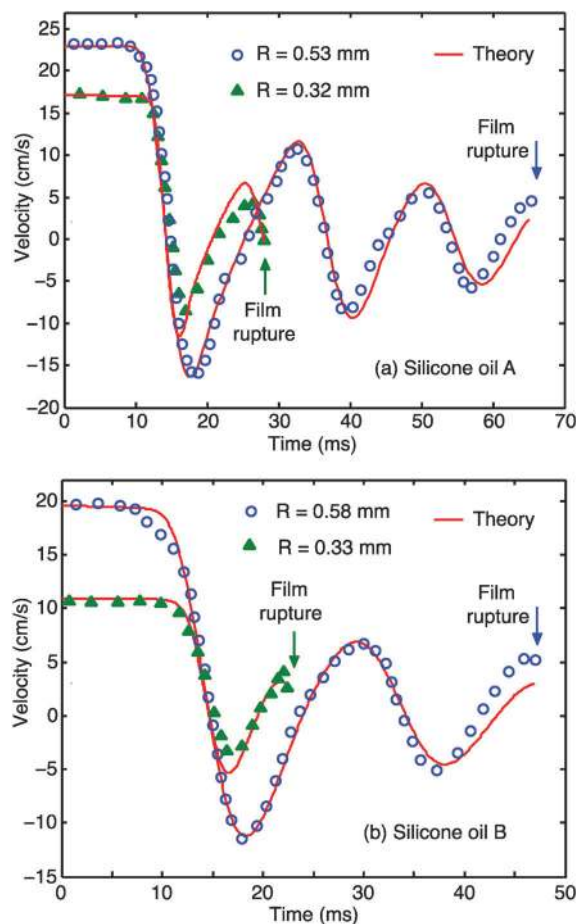 25
20
15
10
5
0
−5
−10
−15
−20
Velocity (cm/s)
R = 0.53 mm
R = 0.32 mm
Theory
Film
rupture
Film
rupture
(a) Silicone oil A
0 10 20 30 40 50 60 70
Time (ms)
20
15
10
5
0
−5
−10
−15
Velocity (cm/s)
R = 0.58 mm
R = 0.33 mm
Theory
Film
rupture
Film
rupture
(b) Silicone oil B
0 10 20 30 40 50
Time (ms)